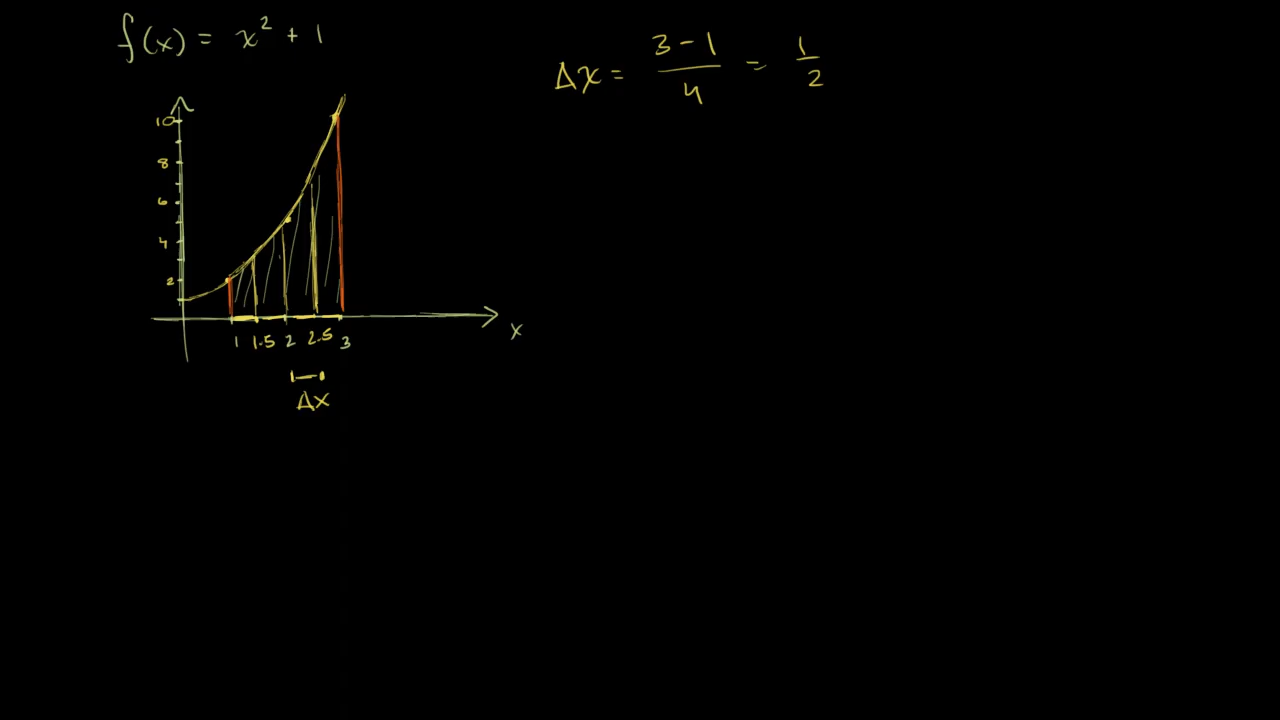 f(x) = x² + 1
Δx = 3 - 1 / 4 = 1 / 2
10
8
6
4
2
1 1.5 2 2.5 3
x
Δx